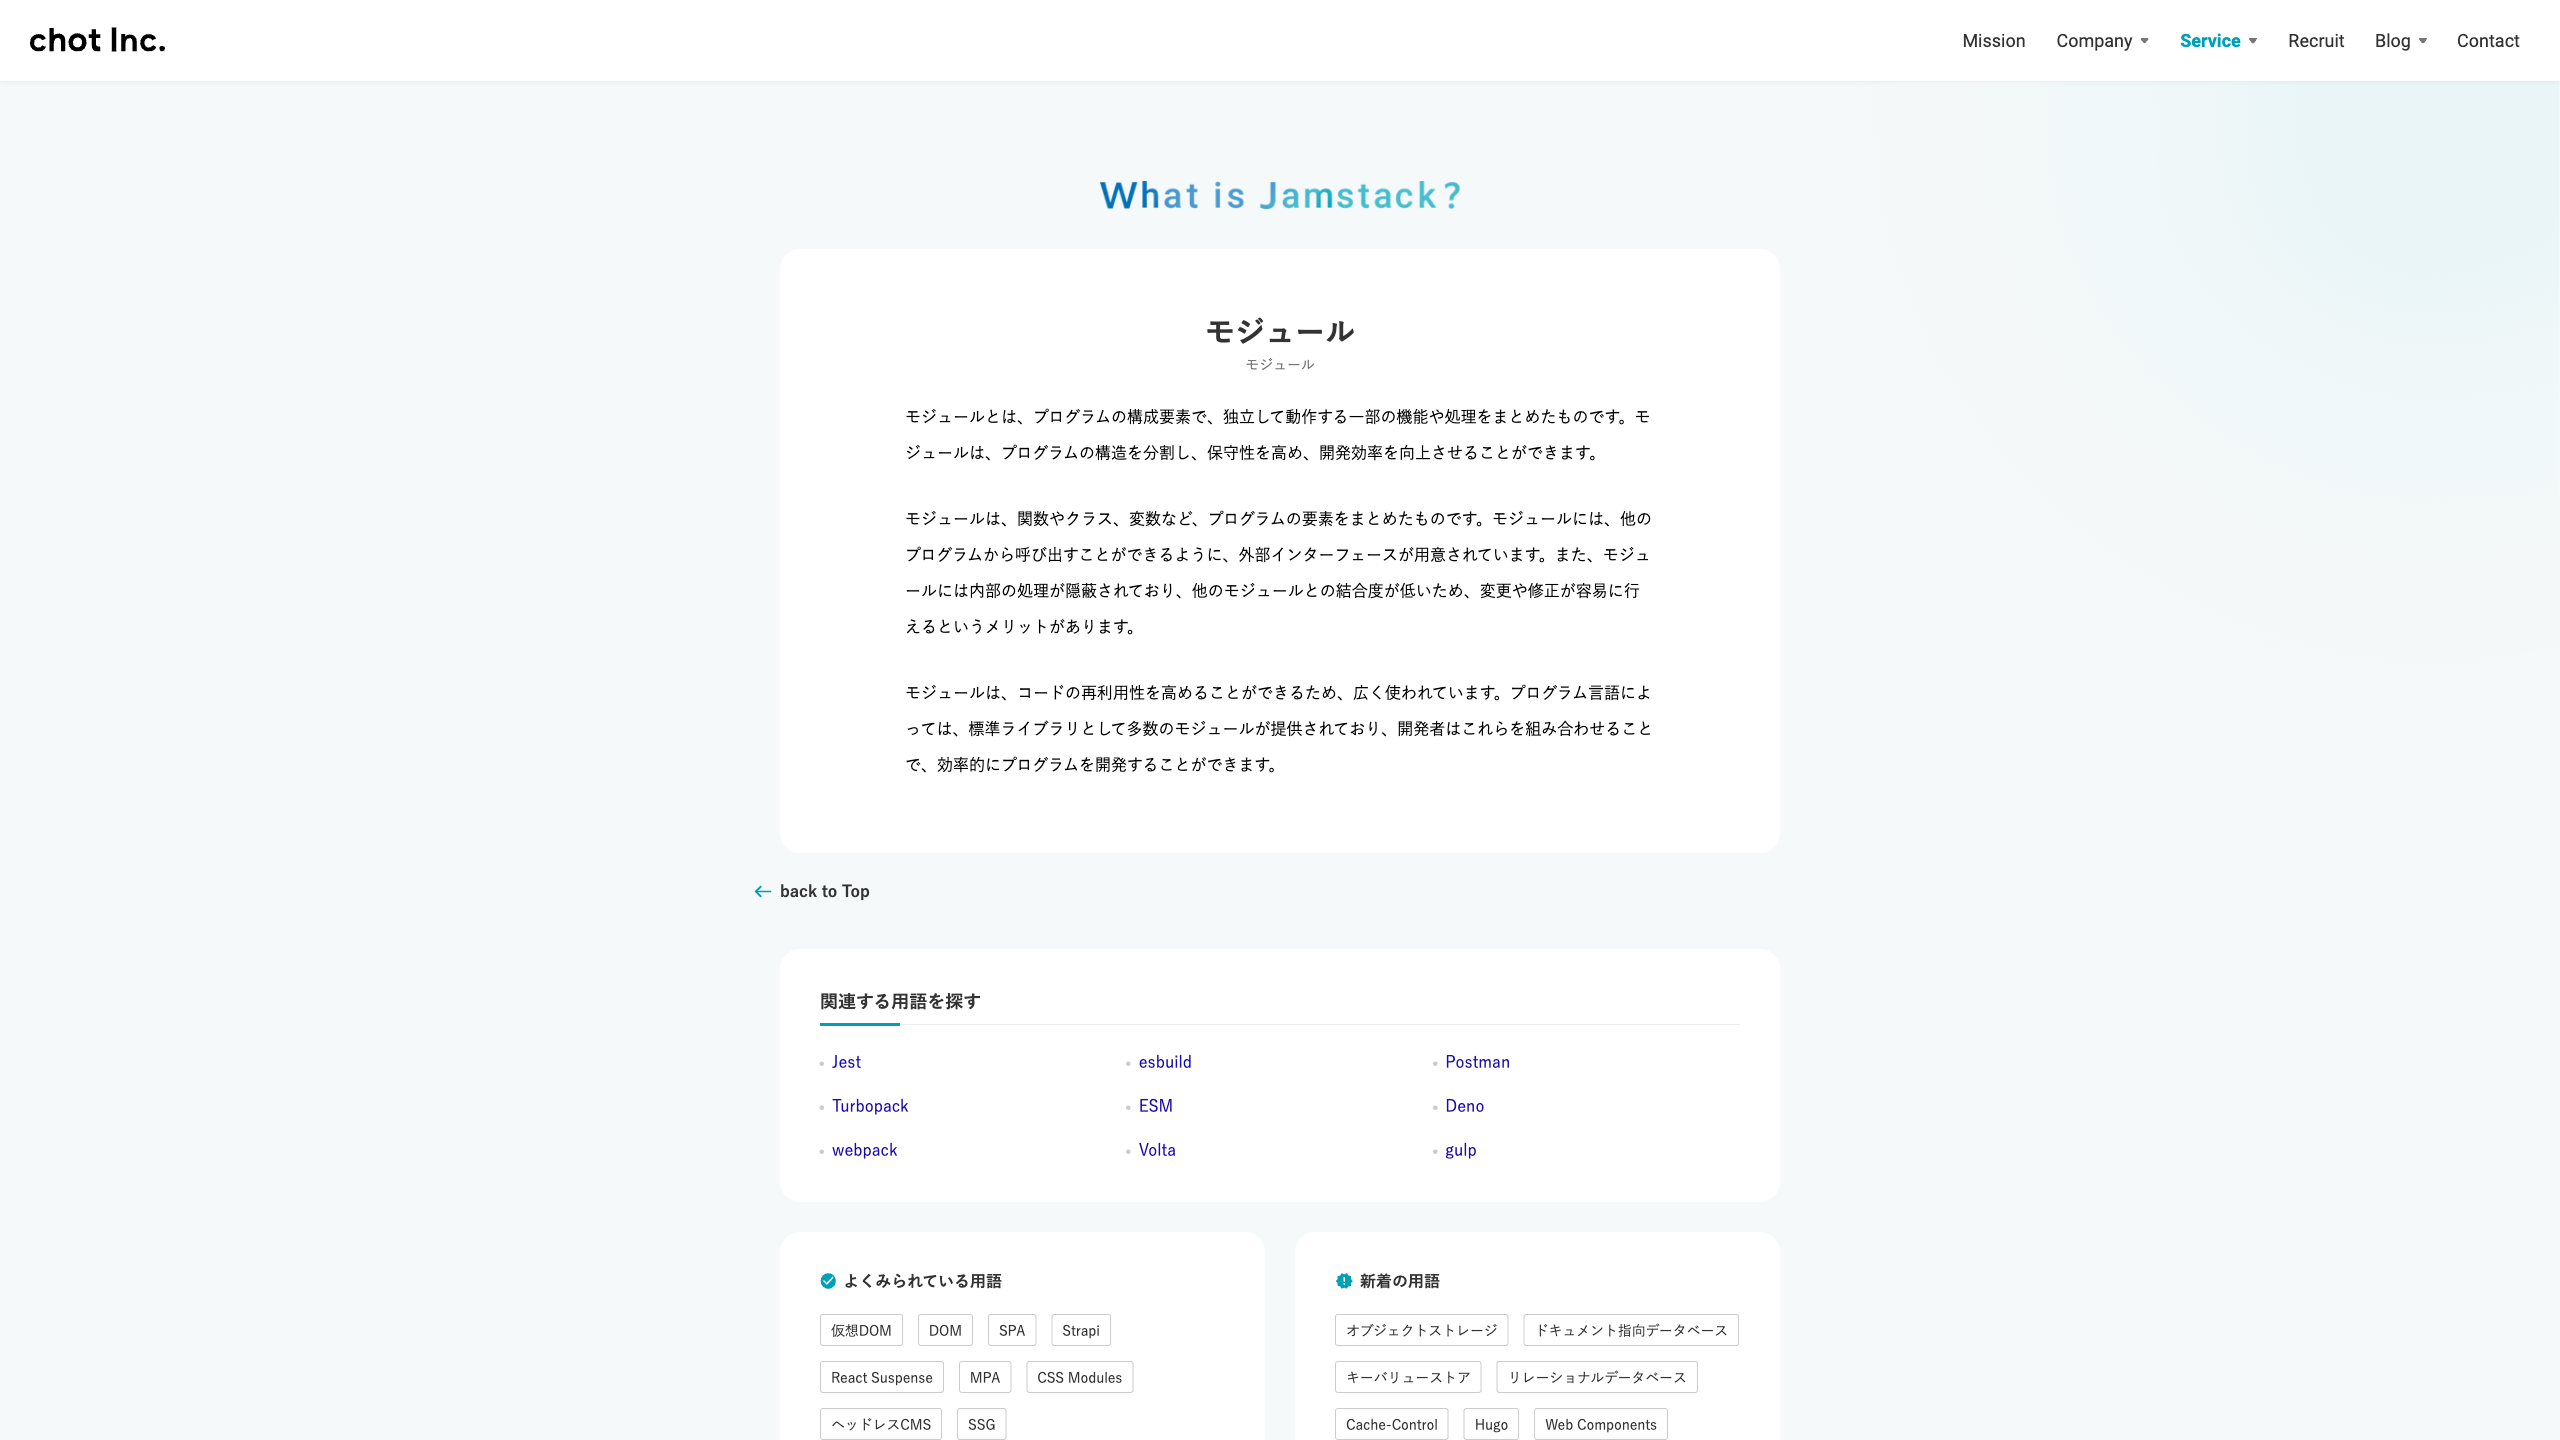 chot Inc.
Mission Company Service Recruit Blog Contact
What is Jamstack?
モジュール
モジュール
モジュールとは、プログラムの構成要素で、独立して動作する一部の機能や処理をまとめたものです。モ
ジュールは、プログラムの構造を分割し、保守性を高め、開発効率を向上させることができます。
モジュールは、関数やクラス、変数など、プログラムの要素をまとめたものです。モジュールには、他の
プログラムから呼び出すことができるように、外部インターフェースが用意されています。また、モジュ
ールには内部の処理が隠蔽されており、他のモジュールとの結合度が低いため、変更や修正が容易に行
えるというメリットがあります。
モジュールは、コードの再利用性を高めることができるため、広く使われています。プログラム言語によ
っては、標準ライブラリとして多数のモジュールが提供されており、開発者はこれらを組み合わせること
で、効率的にプログラムを開発することができます。
back to Top
関連する用語を探す
Jest esbuild Postman
Turbopack ESM Deno
webpack Volta gulp
よくみられている用語
仮想DOM DOM SPA Strapi
React Suspense MPA CSS Modules
ヘッドレスCMS SSG
新着の用語
オブジェクトストレージ ドキュメント指向データベース
キーバリューストア リレーショナルデータベース
Cache-Control Hugo Web Components